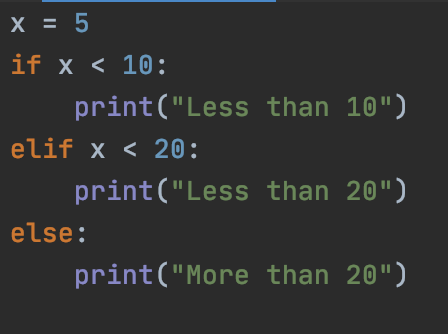 x = 5
if x < 10:
    print("Less than 10")
elif x < 20:
    print("Less than 20")
else:
    print("More than 20")